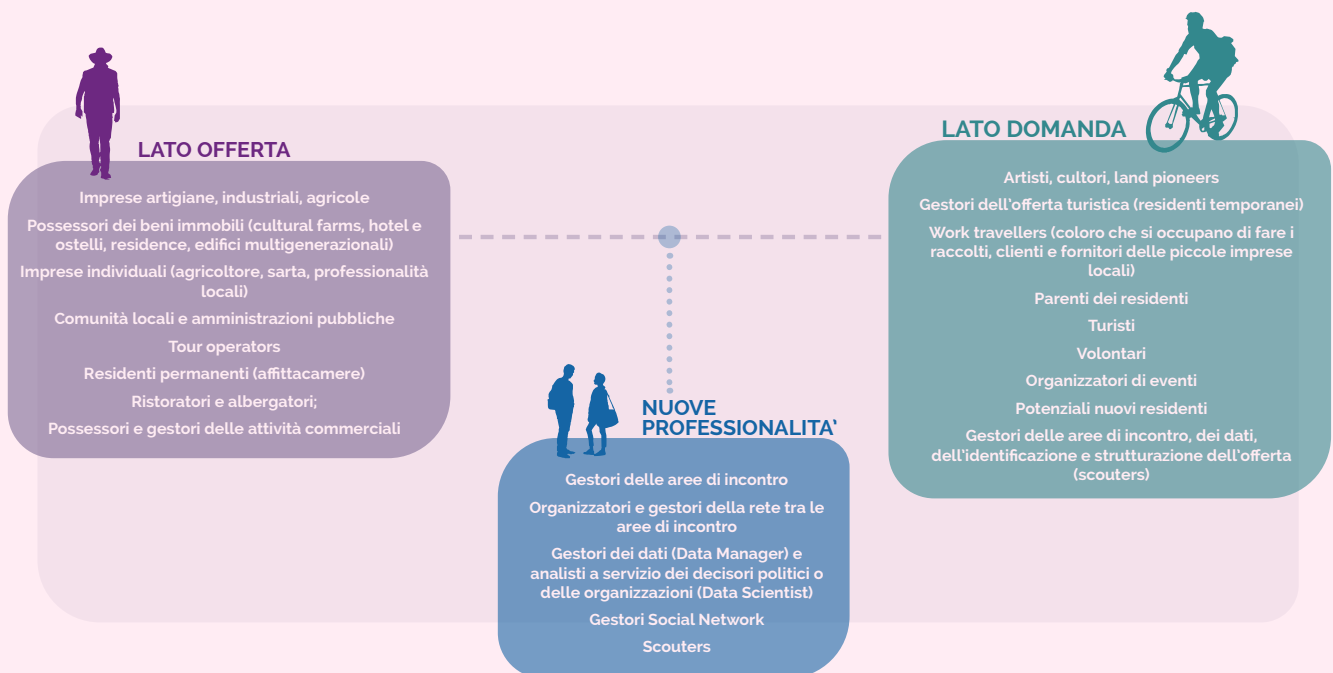 LATO OFFERTA
Imprese artigiane, industriali, agricole
Possessori dei beni immobili (cultural farms, hotel e
ostelli, residence, edifici multigenerazionali)
Imprese individuali (agricoltore, sarta, professionalità
locali)
Comunità locali e amministrazioni pubbliche
Tour operators
Residenti permanenti (affittacamere)
Ristoratori e albergatori;
Possessori e gestori delle attività commerciali
LATO DOMANDA
Artisti, cultori, land pioneers
Gestori dell'offerta turistica (residenti temporanei)
Work travellers (coloro che si occupano di fare i
raccolti, clienti e fornitori delle piccole imprese
locali)
Parenti dei residenti
Turisti
Volontari
Organizzatori di eventi
Potenziali nuovi residenti
Gestori delle aree di incontro, dei dati,
dell'identificazione e strutturazione dell'offerta
(scouters)
NUOVE
PROFESSIONALITA'
Gestori delle aree di incontro
Organizzatori e gestori della rete tra le
aree di incontro
Gestori dei dati (Data Manager) e
analisti a servizio dei decisori politici o
delle organizzazioni (Data Scientist)
Gestori Social Network
Scouters